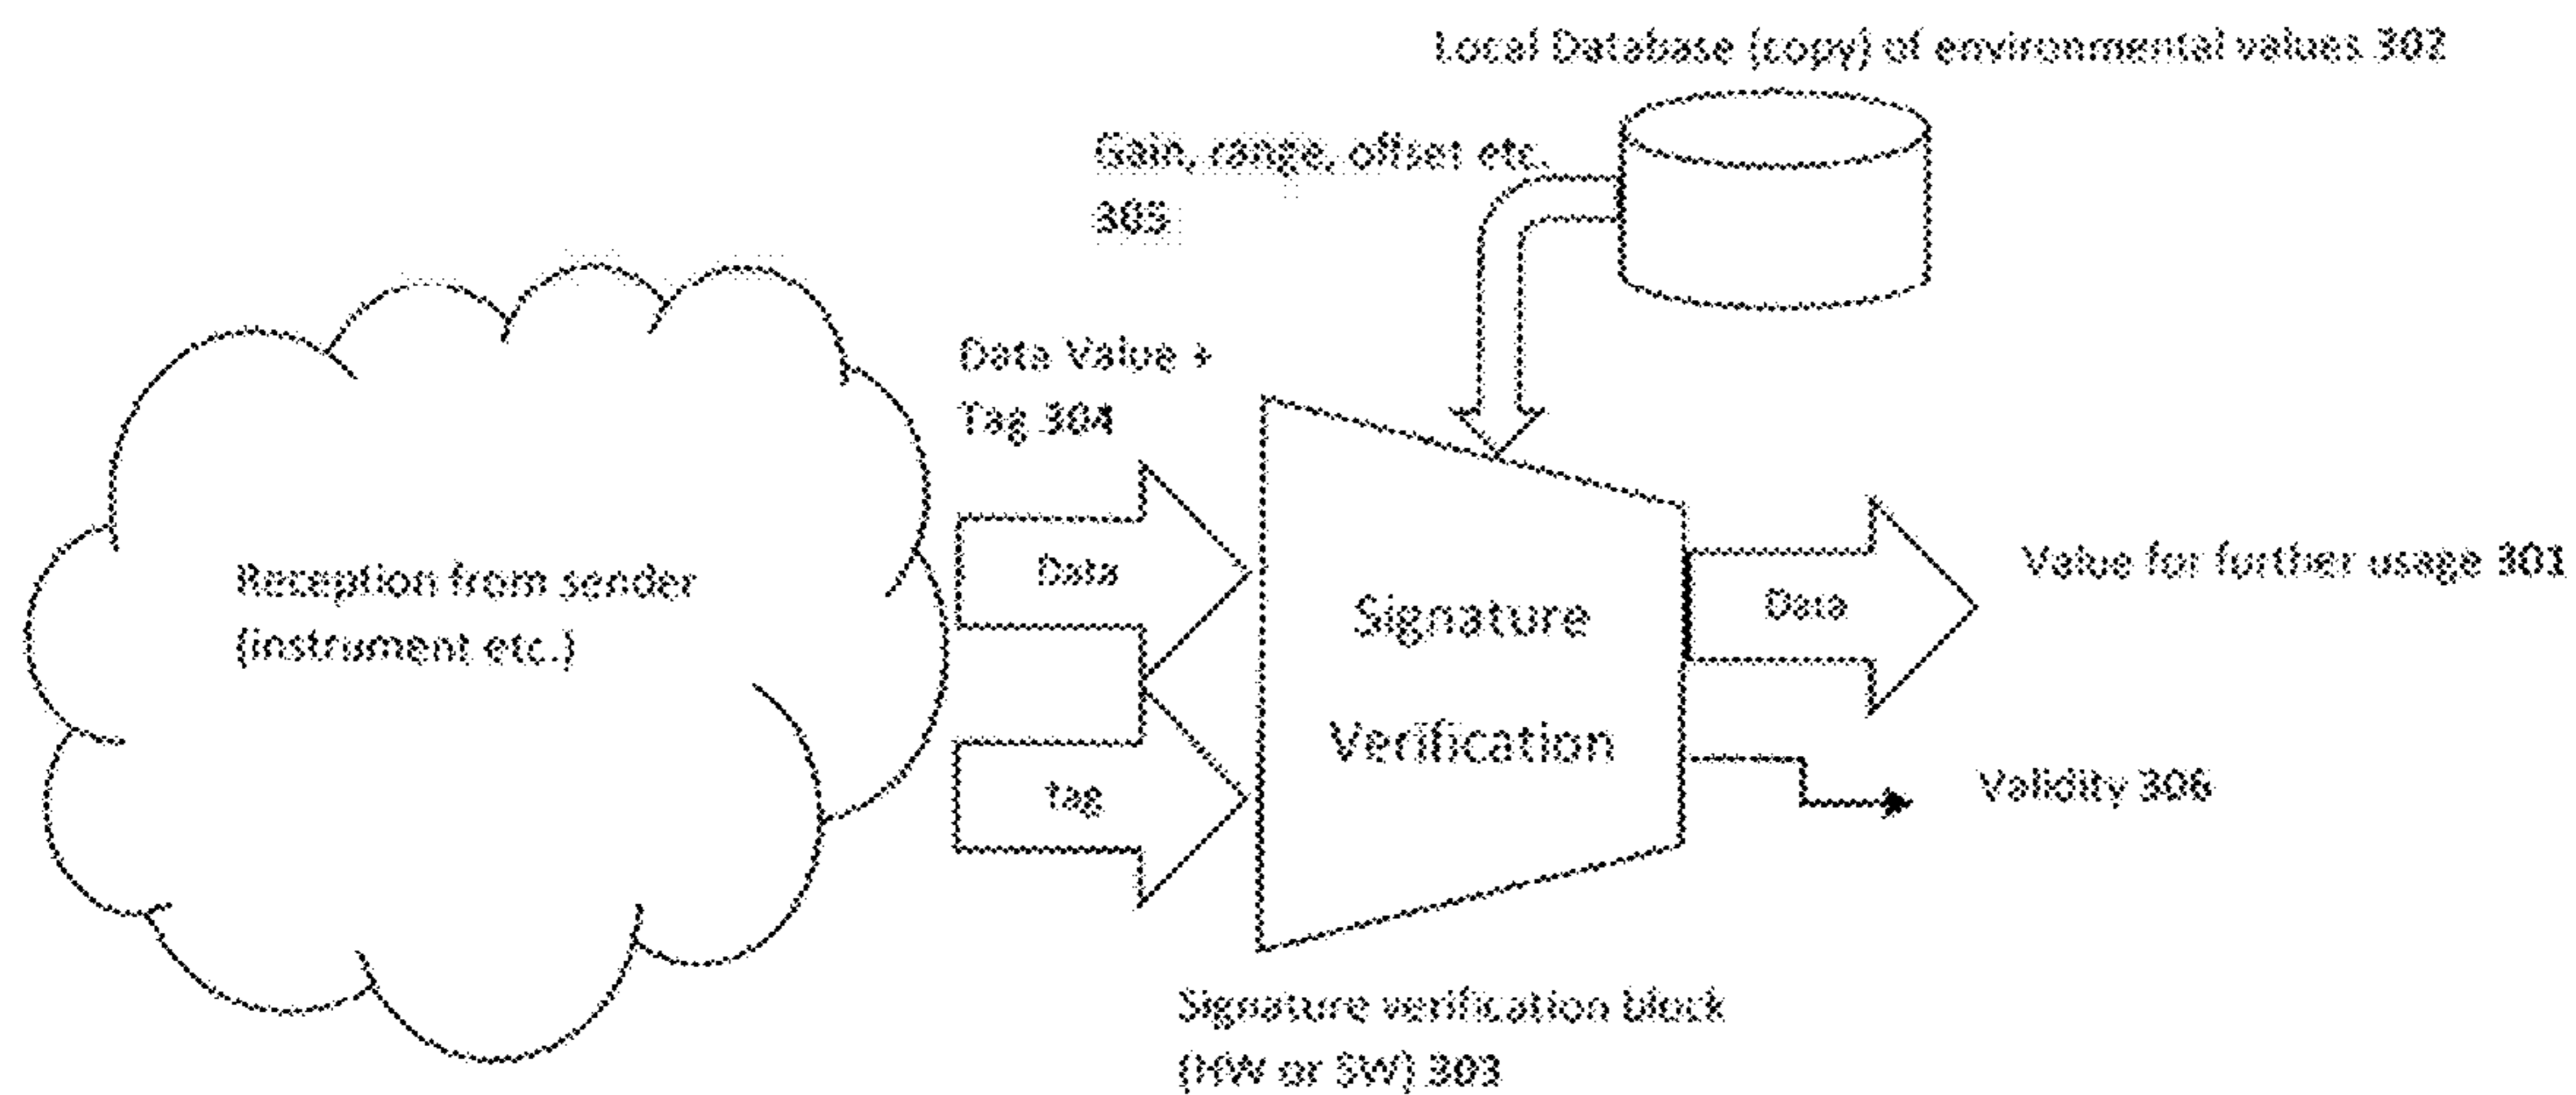 Local Database (copy) of environmental values 302
Gain, range, offset etc.
305
Data Value +
Tag 304
Reception from sender
(instrument etc.)
Data
tag
Signature
Verification
Data
Value for further usage 301
Validity 306
Signature verification block
(HW or SW) 303